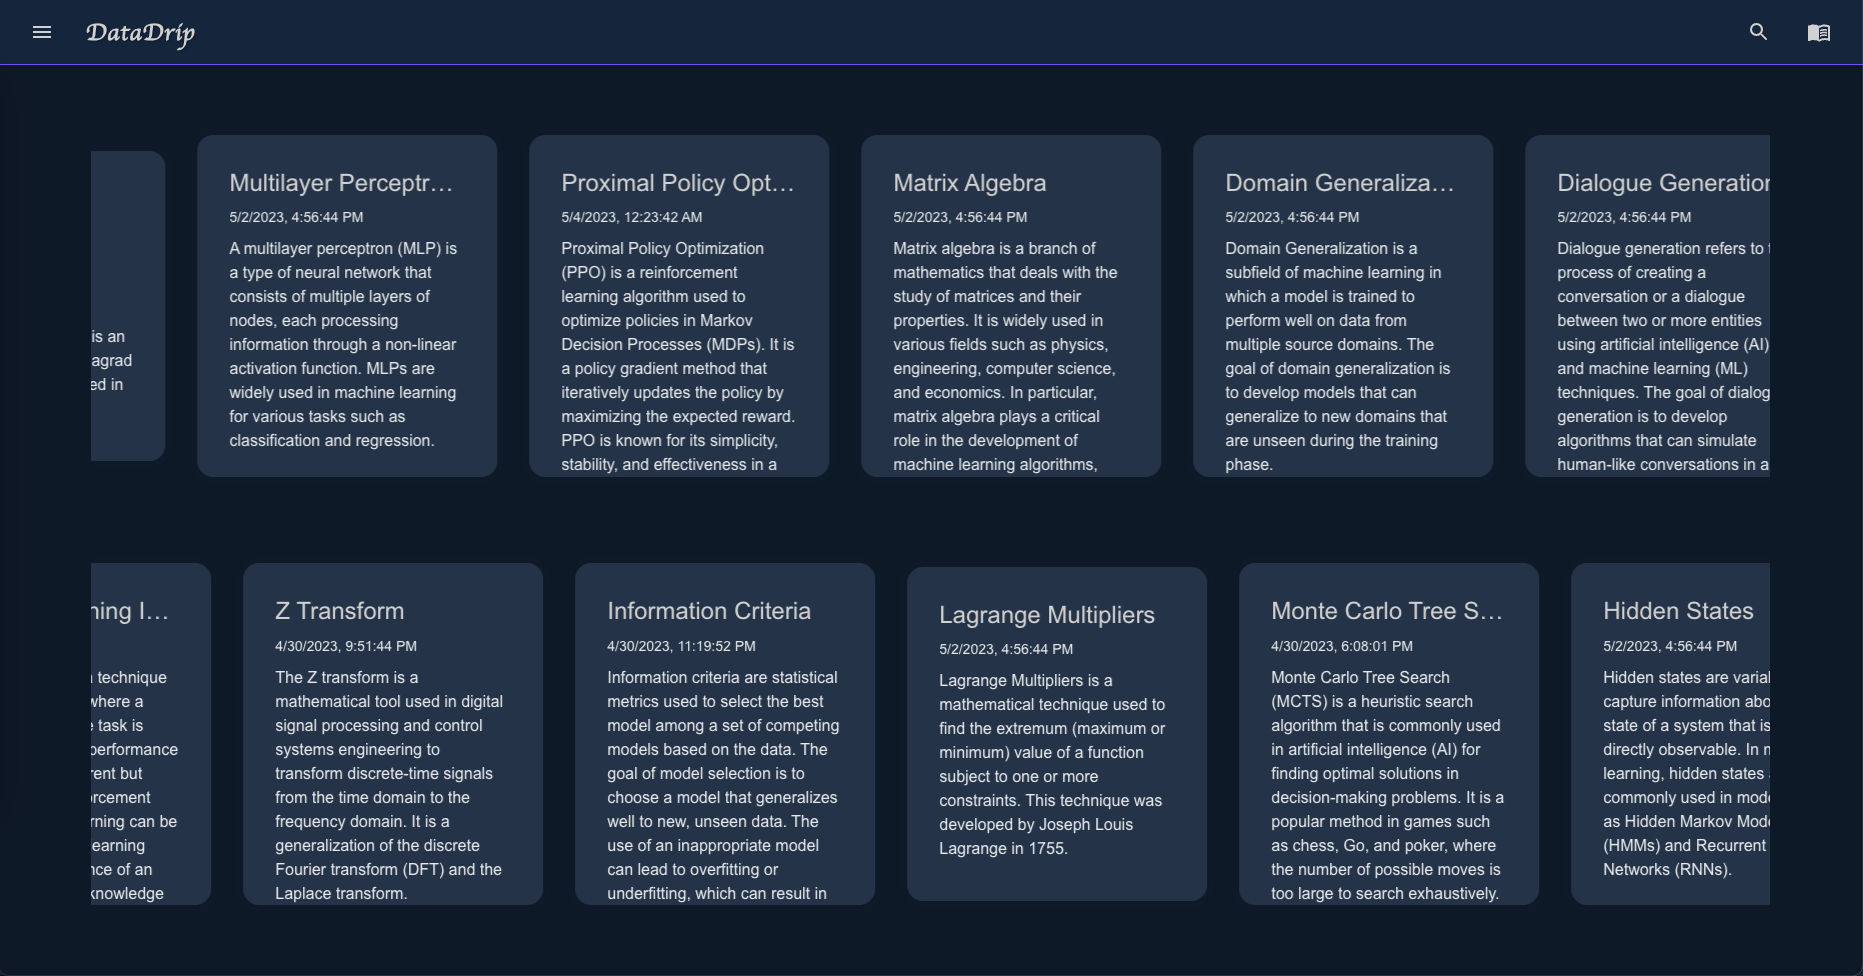 DataDrip
is an
agrad
ed in
Multilayer Perceptr...
5/2/2023, 4:56:44 PM
A multilayer perceptron (MLP) is
a type of neural network that
consists of multiple layers of
nodes, each processing
information through a non-linear
activation function. MLPs are
widely used in machine learning
for various tasks such as
classification and regression.
Proximal Policy Opt...
5/4/2023, 12:23:42 AM
Proximal Policy Optimization
(PPO) is a reinforcement
learning algorithm used to
optimize policies in Markov
Decision Processes (MDPs). It is
a policy gradient method that
iteratively updates the policy by
maximizing the expected reward.
PPO is known for its simplicity,
stability, and effectiveness in a
Matrix Algebra
5/2/2023, 4:56:44 PM
Matrix algebra is a branch of
mathematics that deals with the
study of matrices and their
properties. It is widely used in
various fields such as physics,
engineering, computer science,
and economics. In particular,
matrix algebra plays a critical
role in the development of
machine learning algorithms,
Domain Generaliza...
5/2/2023, 4:56:44 PM
Domain Generalization is a
subfield of machine learning in
which a model is trained to
perform well on data from
multiple source domains. The
goal of domain generalization is
to develop models that can
generalize to new domains that
are unseen during the training
phase.
Dialogue Generation
5/2/2023, 4:56:44 PM
Dialogue generation refers to
process of creating a
conversation or a dialogue
between two or more entities
using artificial intelligence (AI)
and machine learning (ML)
techniques. The goal of dialog
generation is to develop
algorithms that can simulate
human-like conversations in a
ning I...
technique
where a
task is
performance
rent but
orcement
rning can be
learning
nce of an
knowledge
Z Transform
4/30/2023, 9:51:44 PM
The Z transform is a
mathematical tool used in digital
signal processing and control
systems engineering to
transform discrete-time signals
from the time domain to the
frequency domain. It is a
generalization of the discrete
Fourier transform (DFT) and the
Laplace transform.
Information Criteria
4/30/2023, 11:19:52 PM
Information criteria are statistical
metrics used to select the best
model among a set of competing
models based on the data. The
goal of model selection is to
choose a model that generalizes
well to new, unseen data. The
use of an inappropriate model
can lead to overfitting or
underfitting, which can result in
Lagrange Multipliers
5/2/2023, 4:56:44 PM
Lagrange Multipliers is a
mathematical technique used to
find the extremum (maximum or
minimum) value of a function
subject to one or more
constraints. This technique was
developed by Joseph Louis
Lagrange in 1755.
Monte Carlo Tree S...
4/30/2023, 6:08:01 PM
Monte Carlo Tree Search
(MCTS) is a heuristic search
algorithm that is commonly used
in artificial intelligence (AI) for
finding optimal solutions in
decision-making problems. It is a
popular method in games such
as chess, Go, and poker, where
the number of possible moves is
too large to search exhaustively.
Hidden States
5/2/2023, 4:56:44 PM
Hidden states are varial
capture information abo
state of a system that is
directly observable. In
learning, hidden states
commonly used in mod
as Hidden Markov Mod
(HMMs) and Recurrent
Networks (RNNs).